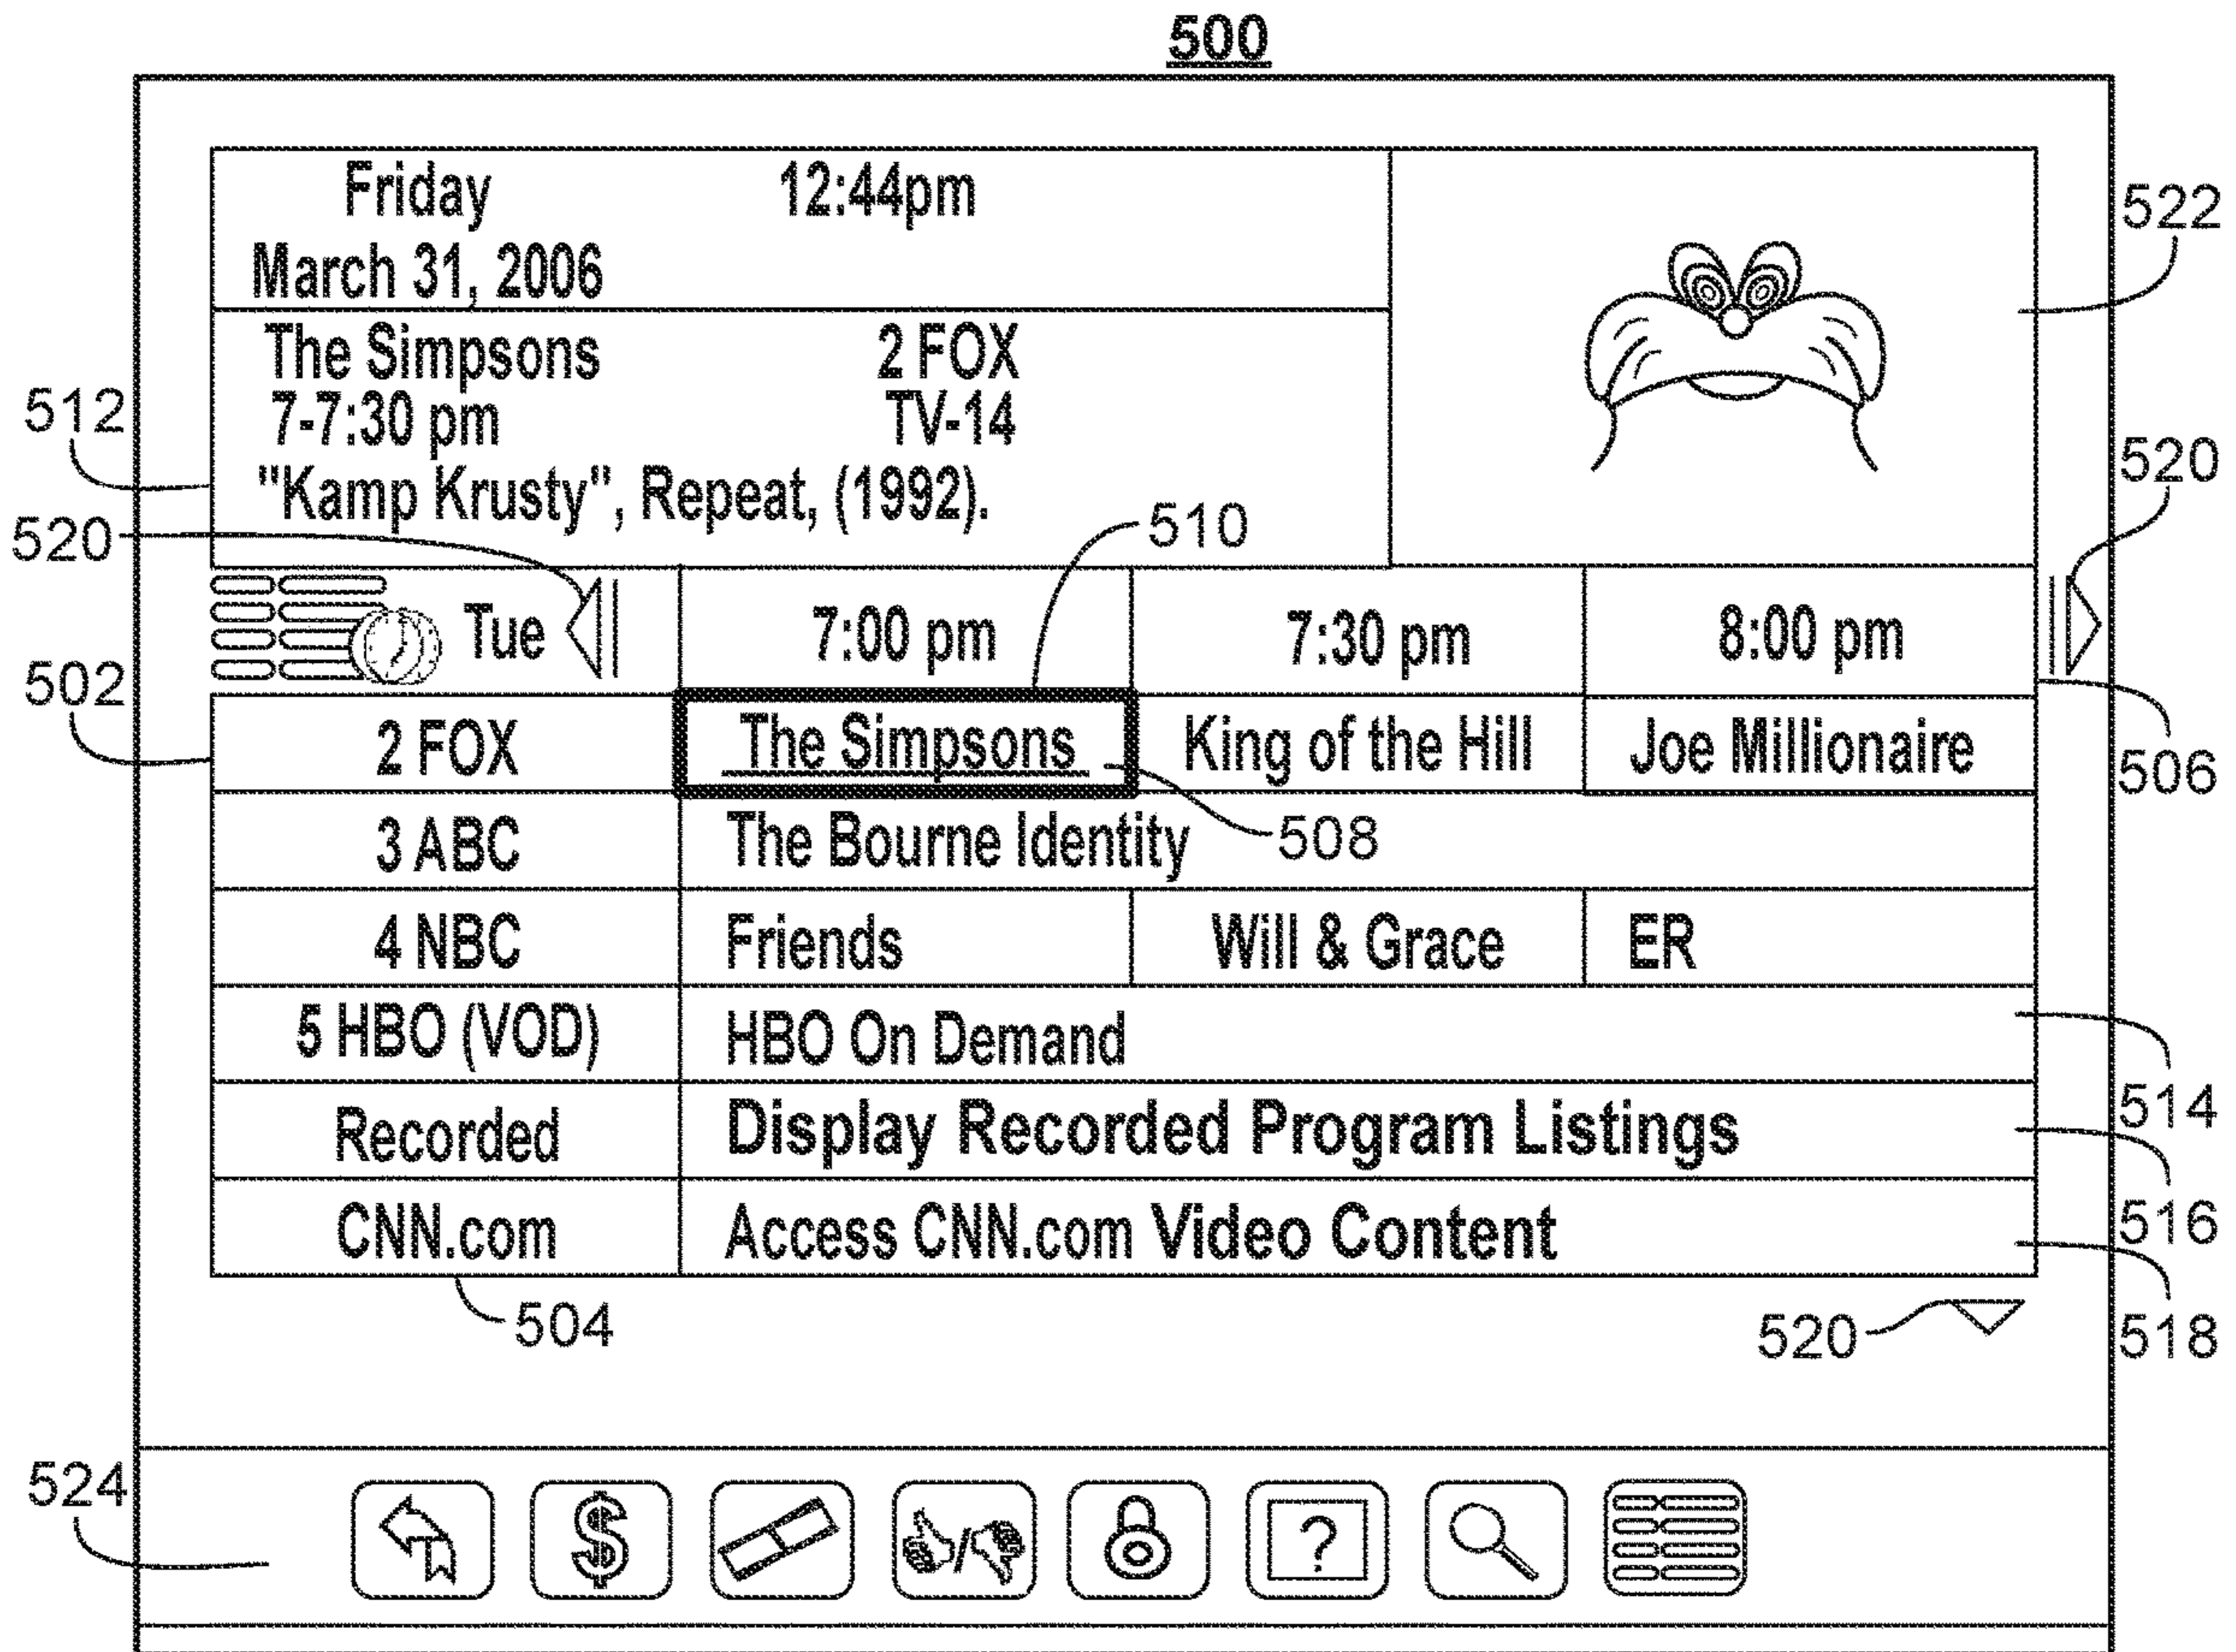 500
Friday 12:44pm
March 31, 2006
522
The Simpsons 2 FOX
512
7-7:30 pm TV-14
520
"Kamp Krusty", Repeat, (1992).
510
520
Tue 7:00 pm 7:30 pm 8:00 pm
502
2 FOX The Simpsons King of the Hill Joe Millionaire
506
3 ABC The Bourne Identity 508
4 NBC Friends Will & Grace ER
5 HBO (VOD) HBO On Demand
514
Recorded Display Recorded Program Listings
516
CNN.com Access CNN.com Video Content
504
520
518
524
$ / ?